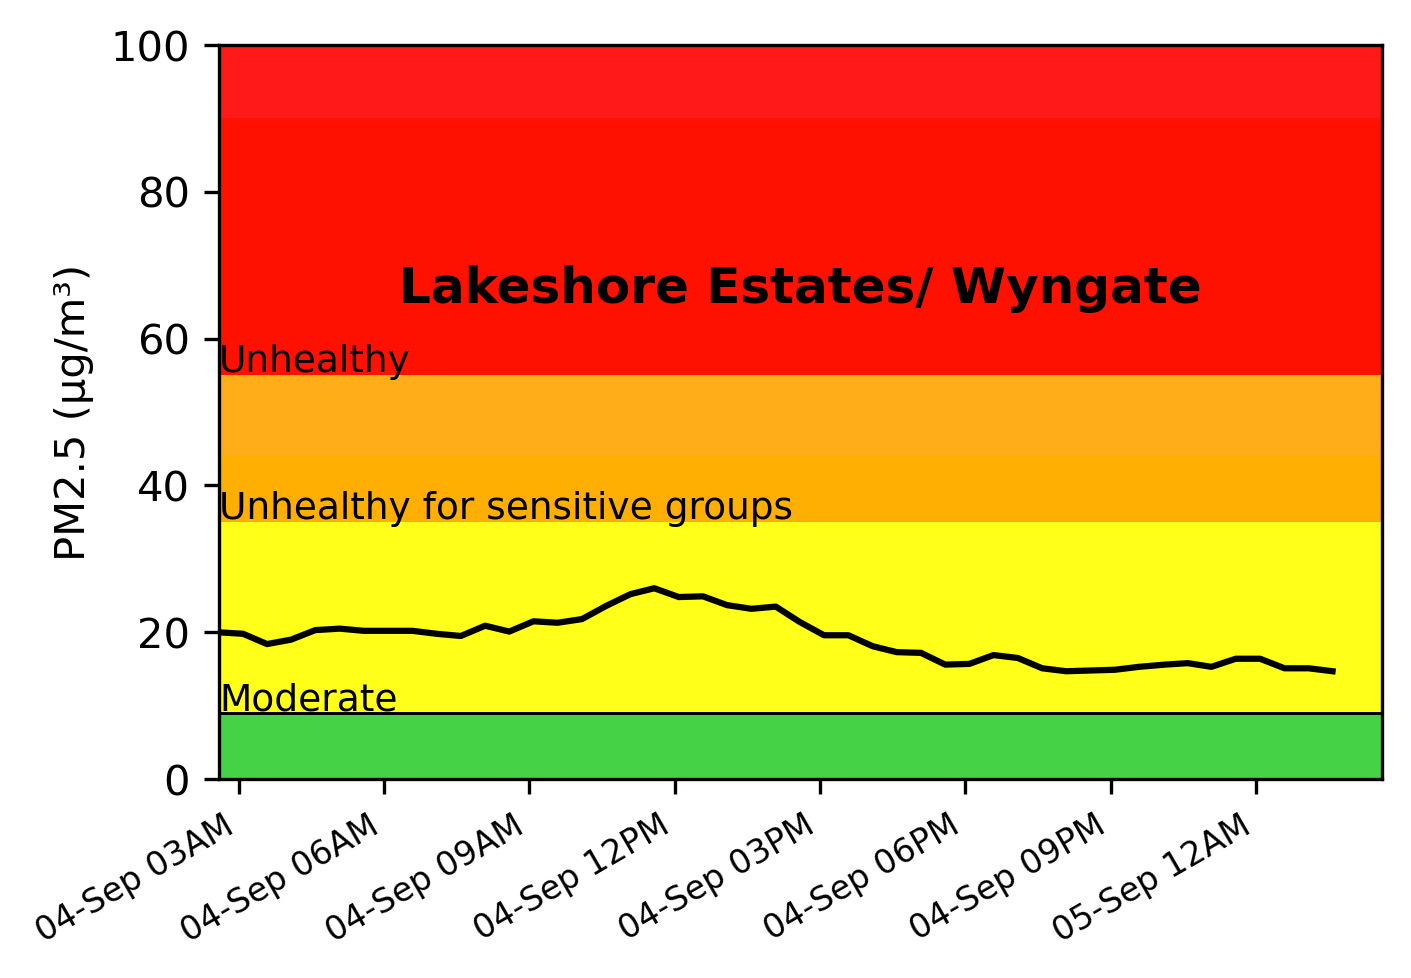 100
80
60
40
20
0
PM2.5 (µg/m³)
Lakeshore Estates/ Wyngate
Unhealthy
Unhealthy for sensitive groups
Moderate
04-Sep 03AM
04-Sep 06AM
04-Sep 09AM
04-Sep 12PM
04-Sep 03PM
04-Sep 06PM
04-Sep 09PM
05-Sep 12AM